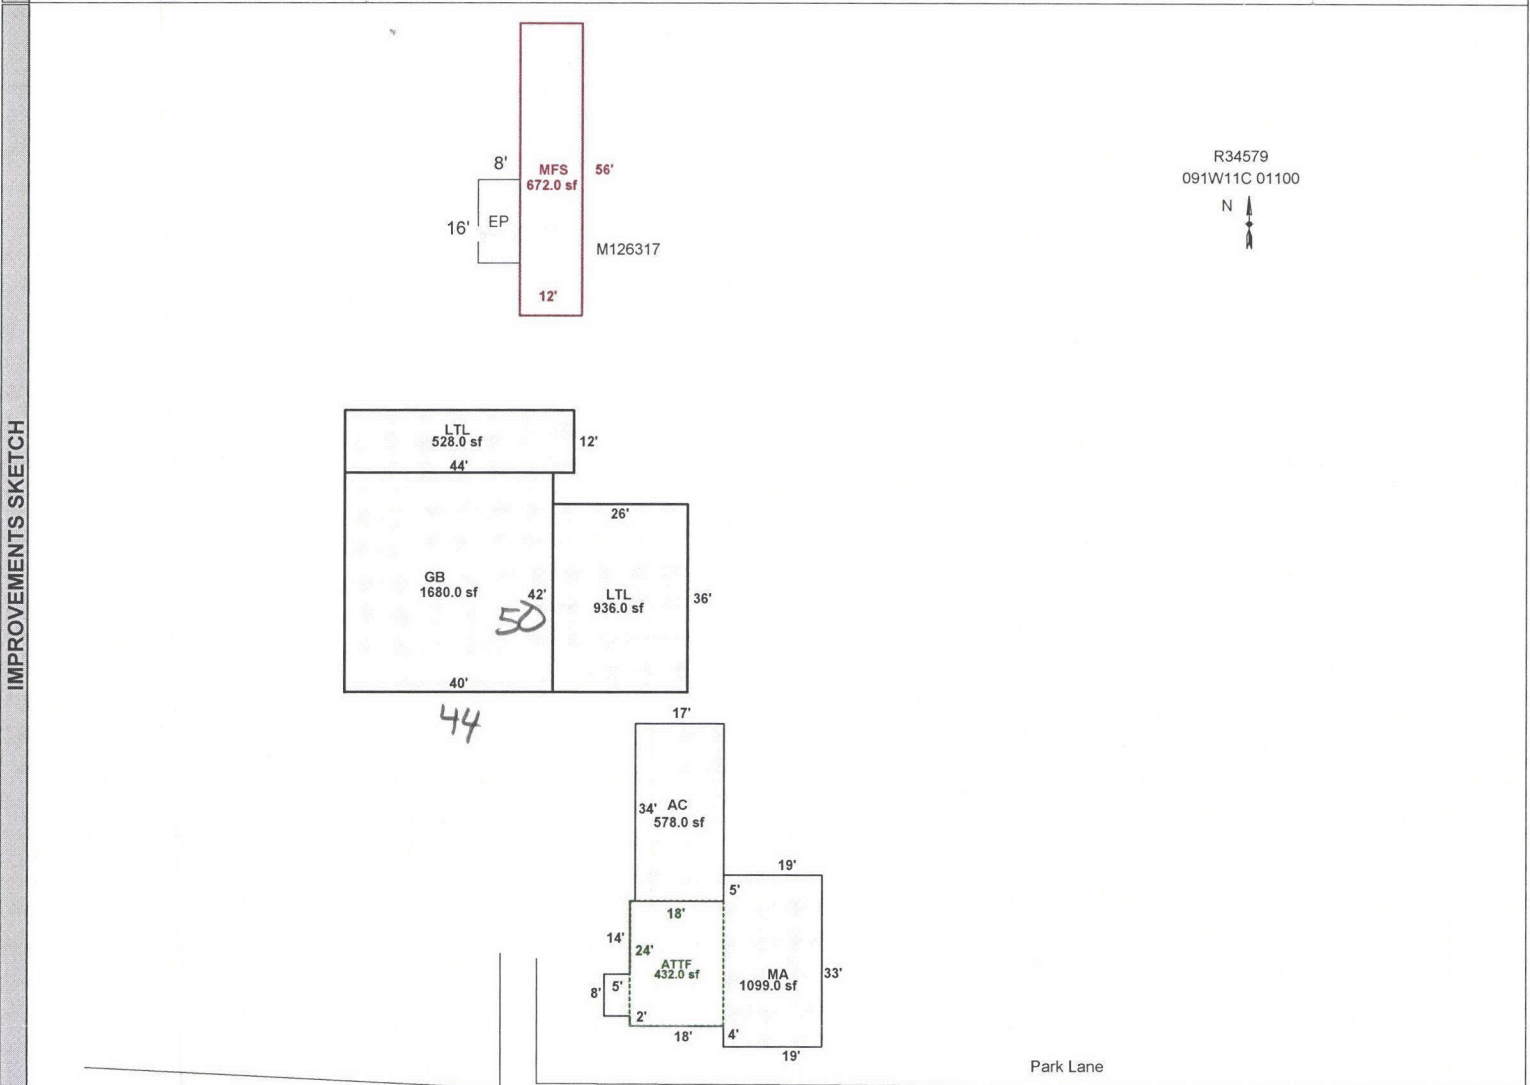 IMPROVEMENTS SKETCH
8'
MFS
672.0 sf
56'
16'
EP
M126317
12'
R34579
091W11C 01100
N
LTL
528.0 sf
12'
44'
26'
GB
1680.0 sf
42'
50
LTL
936.0 sf
36'
40'
44
17'
34'
AC
578.0 sf
19'
5'
18'
14'
24'
ATTF
432.0 sf
MA
1099.0 sf
33'
8'
5'
2'
18'
4'
19'
Park Lane